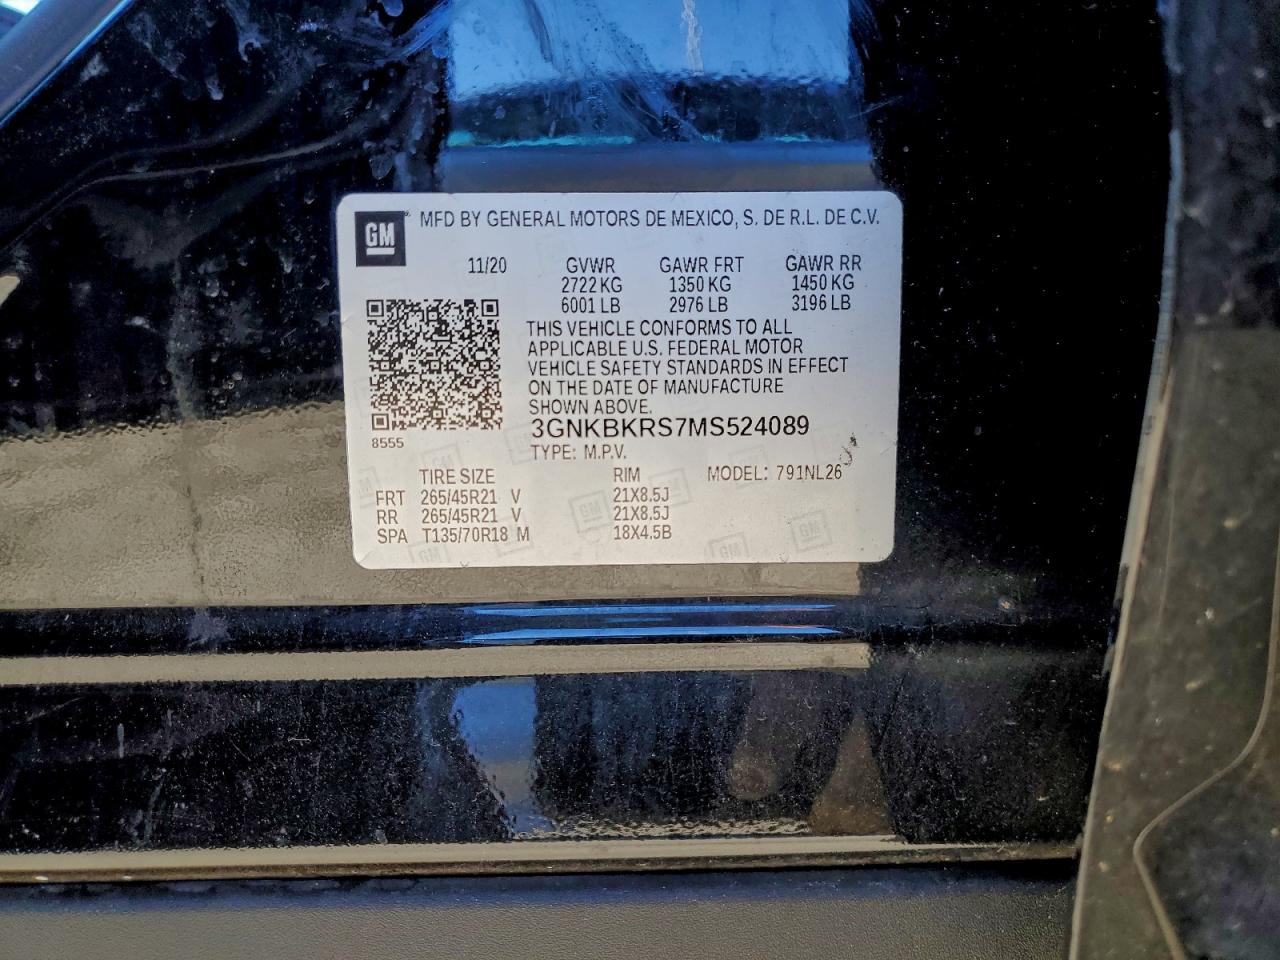 GM MFD BY GENERAL MOTORS DE MEXICO, S. DE R.L. DE C.V.
11/20 GVWR GAWR FRT GAWR RR
2722 KG 1350 KG 1450 KG
6001 LB 2976 LB 3196 LB
THIS VEHICLE CONFORMS TO ALL
APPLICABLE U.S. FEDERAL MOTOR
VEHICLE SAFETY STANDARDS IN EFFECT
ON THE DATE OF MANUFACTURE
SHOWN ABOVE.
3GNKBKRS7MS524089
8555
TYPE: M.P.V.
TIRE SIZE RIM MODEL: 791NL26
FRT 265/45R21 V 21X8.5J
RR 265/45R21 V 21X8.5J
SPA T135/70R18 M 18X4.5B